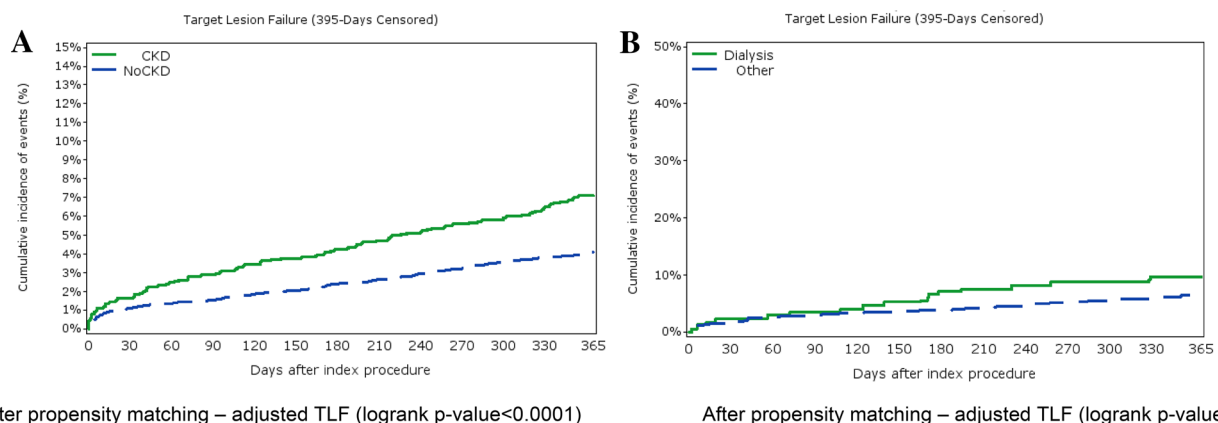 Target Lesion Failure (395-Days Censored)
A
15%
14%
13%
12%
11%
10%
9%
8%
7%
6%
5%
4%
3%
2%
1%
0%
CKD
NoCKD
Cumulative incidence of events (%)
0 30 60 90 120 150 180 210 240 270 300 330 365
Days after index procedure
ter propensity matching – adjusted TLF (logrank p-value<0.0001)
Target Lesion Failure (395-Days Censored)
B
50%
40%
30%
20%
10%
0%
Dialysis
Other
Cumulative incidence of events (%)
0 30 60 90 120 150 180 210 240 270 300 330 365
Days after index procedure
After propensity matching – adjusted TLF (logrank p-value